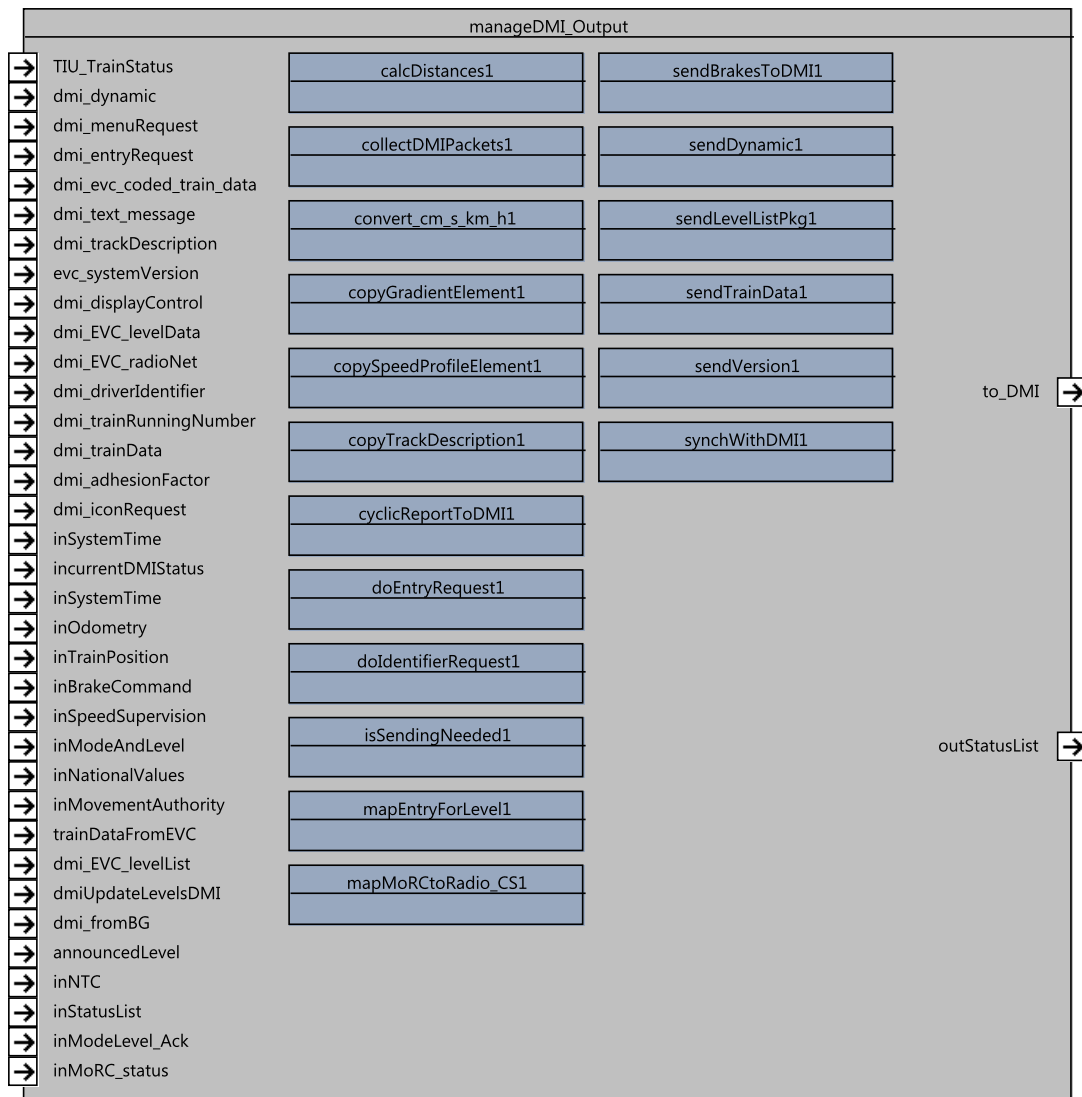 manageDMI_Output
TIU_TrainStatus
dmi_dynamic
dmi_menuRequest
dmi_entryRequest
dmi_evc_coded_train_data
dmi_text_message
dmi_trackDescription
evc_systemVersion
dmi_displayControl
dmi_EVC_levelData
dmi_EVC_radioNet
dmi_driverIdentifier
dmi_trainRunningNumber
dmi_trainData
dmi_adhesionFactor
dmi_iconRequest
inSystemTime
incurrentDMIStatus
inSystemTime
inOdometry
inTrainPosition
inBrakeCommand
inSpeedSupervision
inModeAndLevel
inNationalValues
inMovementAuthority
trainDataFromEVC
dmi_EVC_levelList
dmiUpdateLevelsDMI
dmi_fromBG
announcedLevel
inNTC
inStatusList
inModeLevel_Ack
inMoRC_status
calcDistances1
collectDMIPackets1
convert_cm_s_km_h1
copyGradientElement1
copySpeedProfileElement1
copyTrackDescription1
cyclicReportToDMI1
doEntryRequest1
doIdentifierRequest1
isSendingNeeded1
mapEntryForLevel1
mapMoRCtoRadio_CS1
sendBrakesToDMI1
sendDynamic1
sendLevelListPkg1
sendTrainData1
sendVersion1
synchWithDMI1
to_DMI
outStatusList